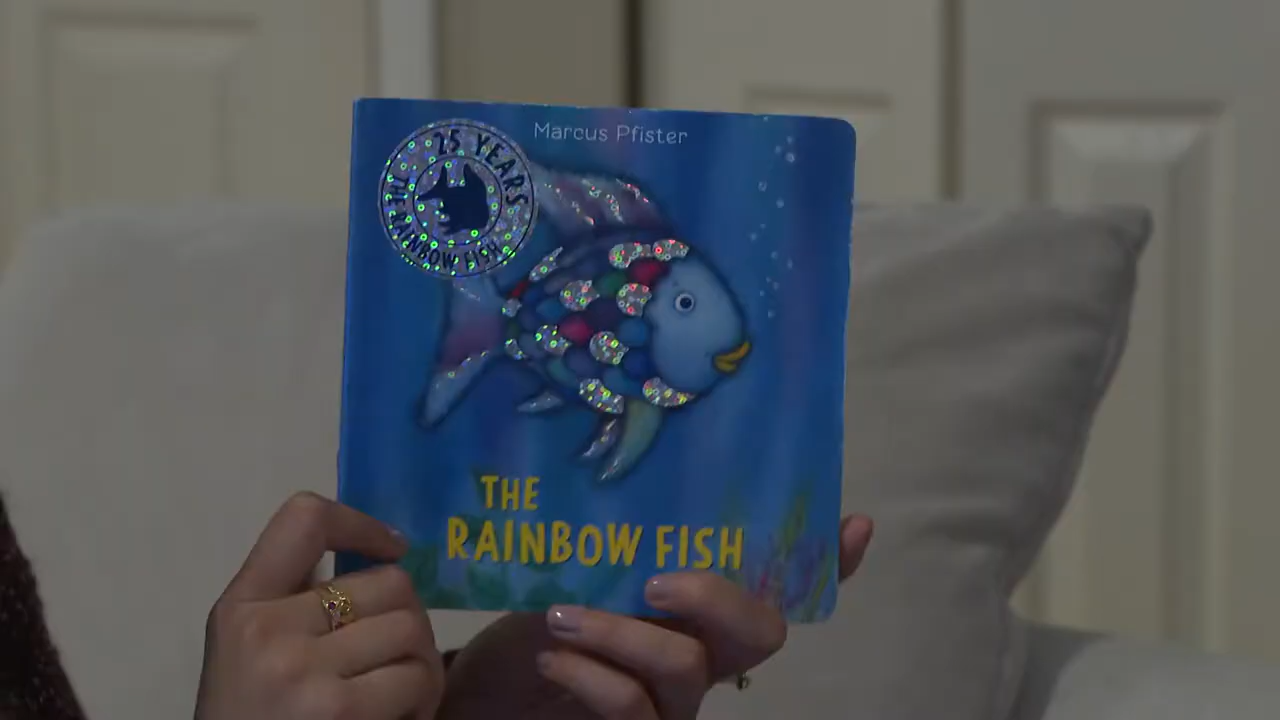 Marcus Pfister
25 YEARS
THE RAINBOW FISH
THE
RAINBOW FISH